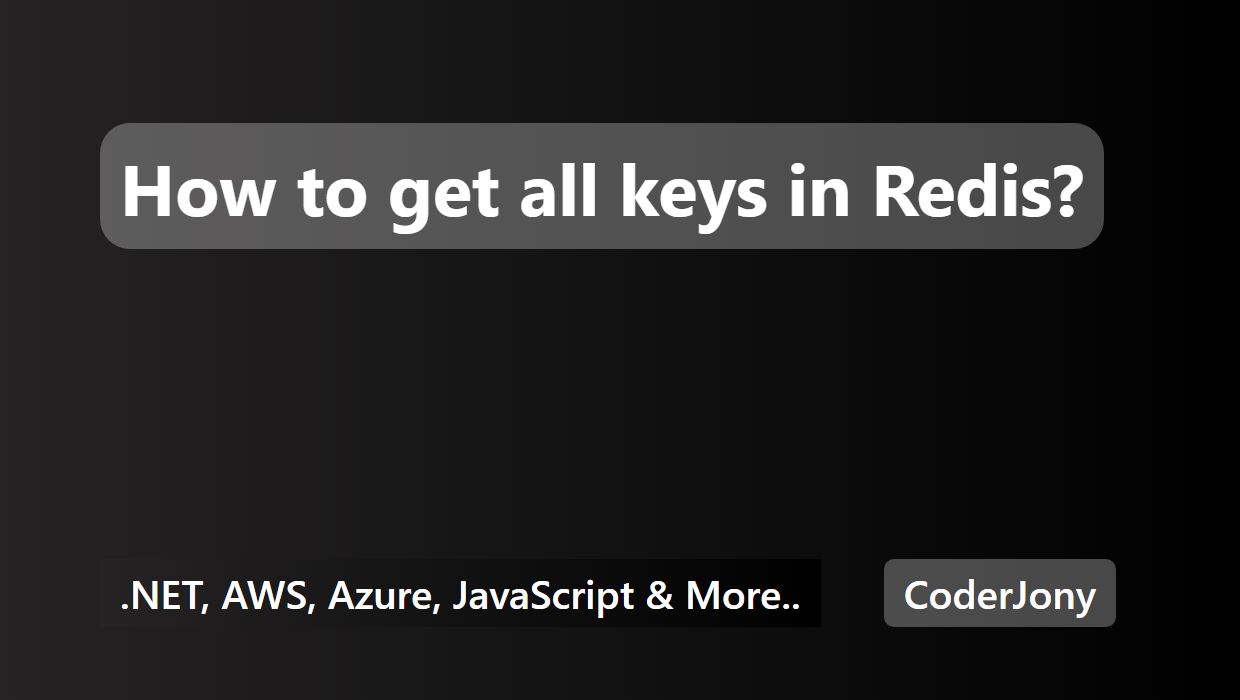 How to get all keys in Redis?
.NET, AWS, Azure, JavaScript & More..
CoderJony